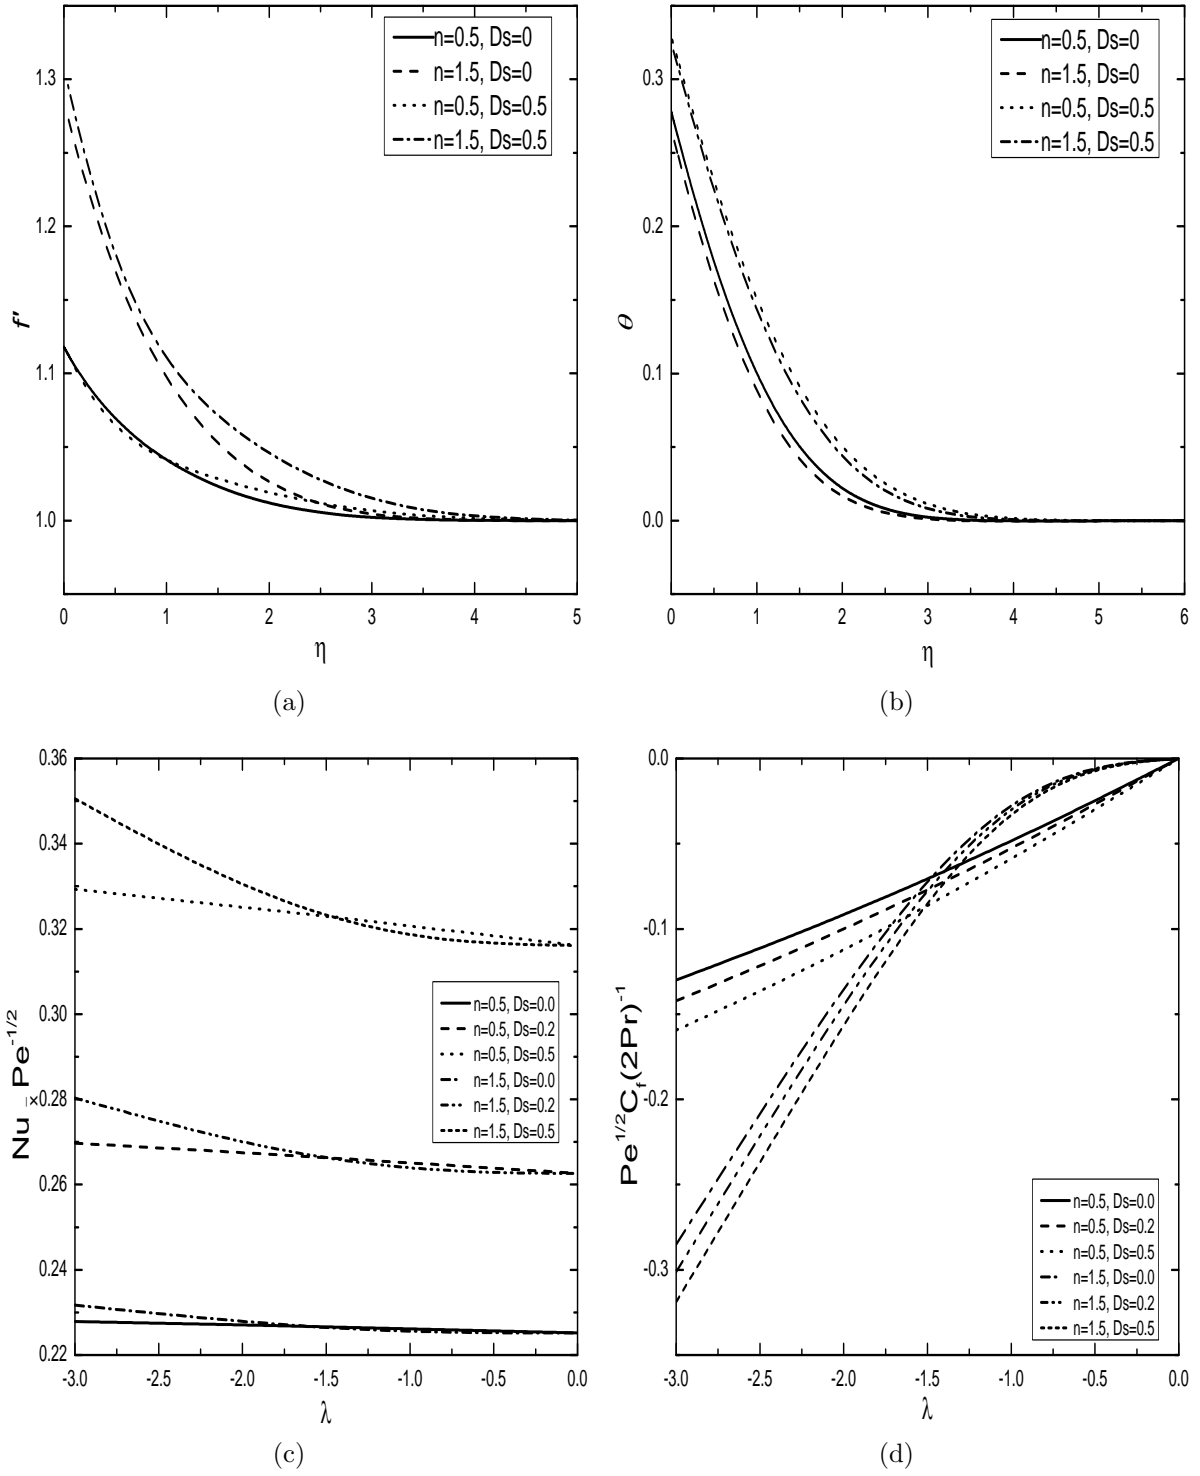 n=0.5, Ds=0
n=1.5, Ds=0
n=0.5, Ds=0.5
n=1.5, Ds=0.5
1.3
1.2
1.1
1.0
f'
0 1 2 3 4 5
η
(a)
n=0.5, Ds=0
n=1.5, Ds=0
n=0.5, Ds=0.5
n=1.5, Ds=0.5
0.3
0.2
0.1
0.0
θ
0 1 2 3 4 5 6
η
(b)
0.36
0.34
0.32
0.30
0.28
0.26
0.24
0.22
Nu x̄ Pe-1/2
n=0.5, Ds=0.0
n=0.5, Ds=0.2
n=0.5, Ds=0.5
n=1.5, Ds=0.0
n=1.5, Ds=0.2
n=1.5, Ds=0.5
-3.0 -2.5 -2.0 -1.5 -1.0 -0.5 0.0
λ
(c)
0.0
-0.1
-0.2
-0.3
Pe1/2Cf(2Pr)-1
n=0.5, Ds=0.0
n=0.5, Ds=0.2
n=0.5, Ds=0.5
n=1.5, Ds=0.0
n=1.5, Ds=0.2
n=1.5, Ds=0.5
-3.0 -2.5 -2.0 -1.5 -1.0 -0.5 0.0
λ
(d)